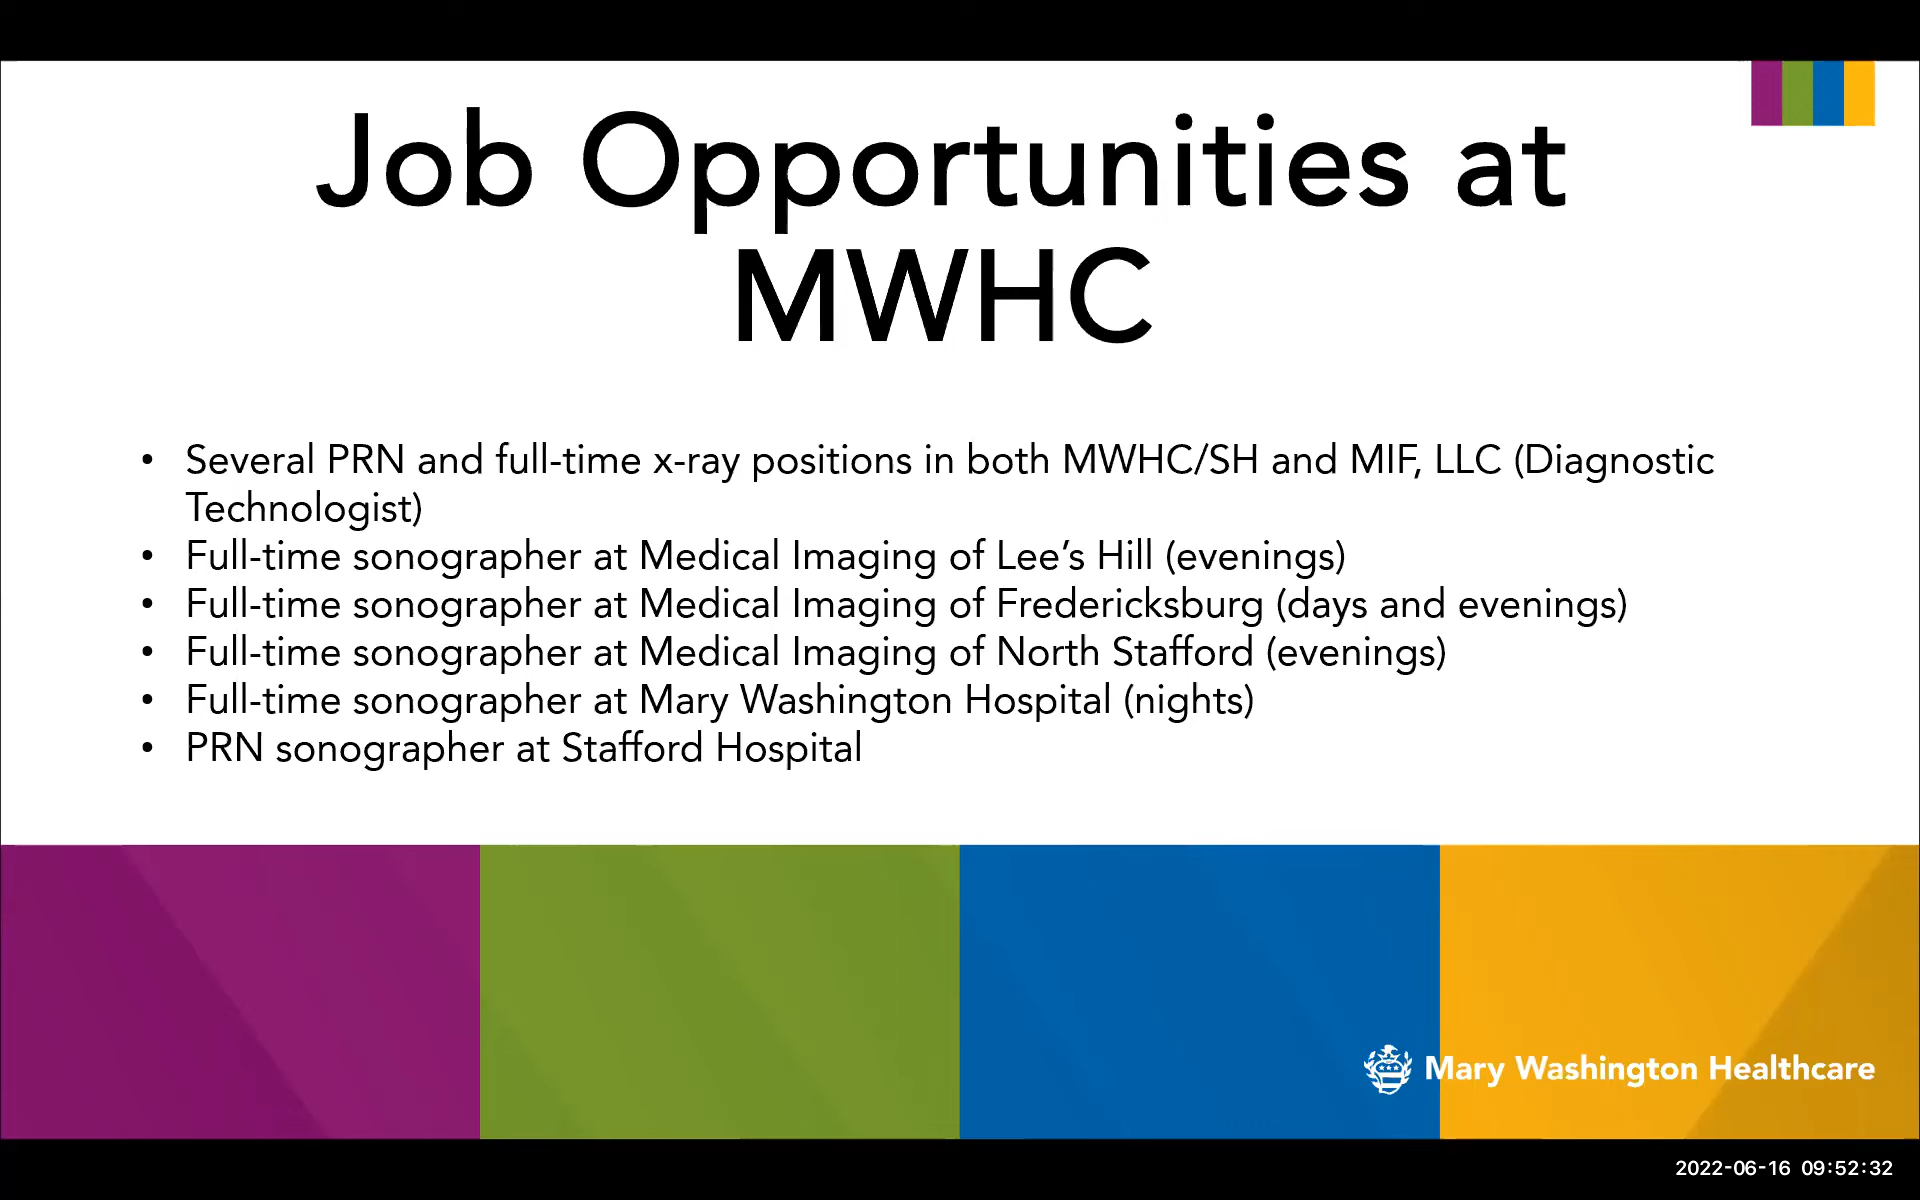 Job Opportunities at
MWHC
• Several PRN and full-time x-ray positions in both MWHC/SH and MIF, LLC (Diagnostic
Technologist)
• Full-time sonographer at Medical Imaging of Lee’s Hill (evenings)
• Full-time sonographer at Medical Imaging of Fredericksburg (days and evenings)
• Full-time sonographer at Medical Imaging of North Stafford (evenings)
• Full-time sonographer at Mary Washington Hospital (nights)
• PRN sonographer at Stafford Hospital
Mary Washington Healthcare
2022-06-16 09:52:32